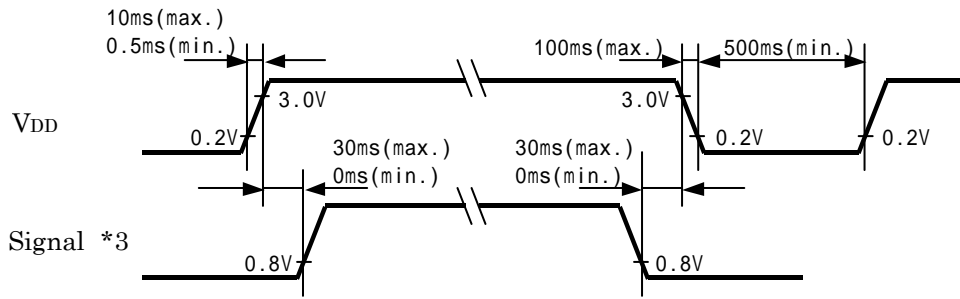 10ms(max.)
0.5ms(min.)
100ms(max.)
500ms(min.)
3.0V
3.0V
VDD
0.2V
0.2V
0.2V
30ms(max.)
0ms(min.)
30ms(max.)
0ms(min.)
Signal *3
0.8V
0.8V